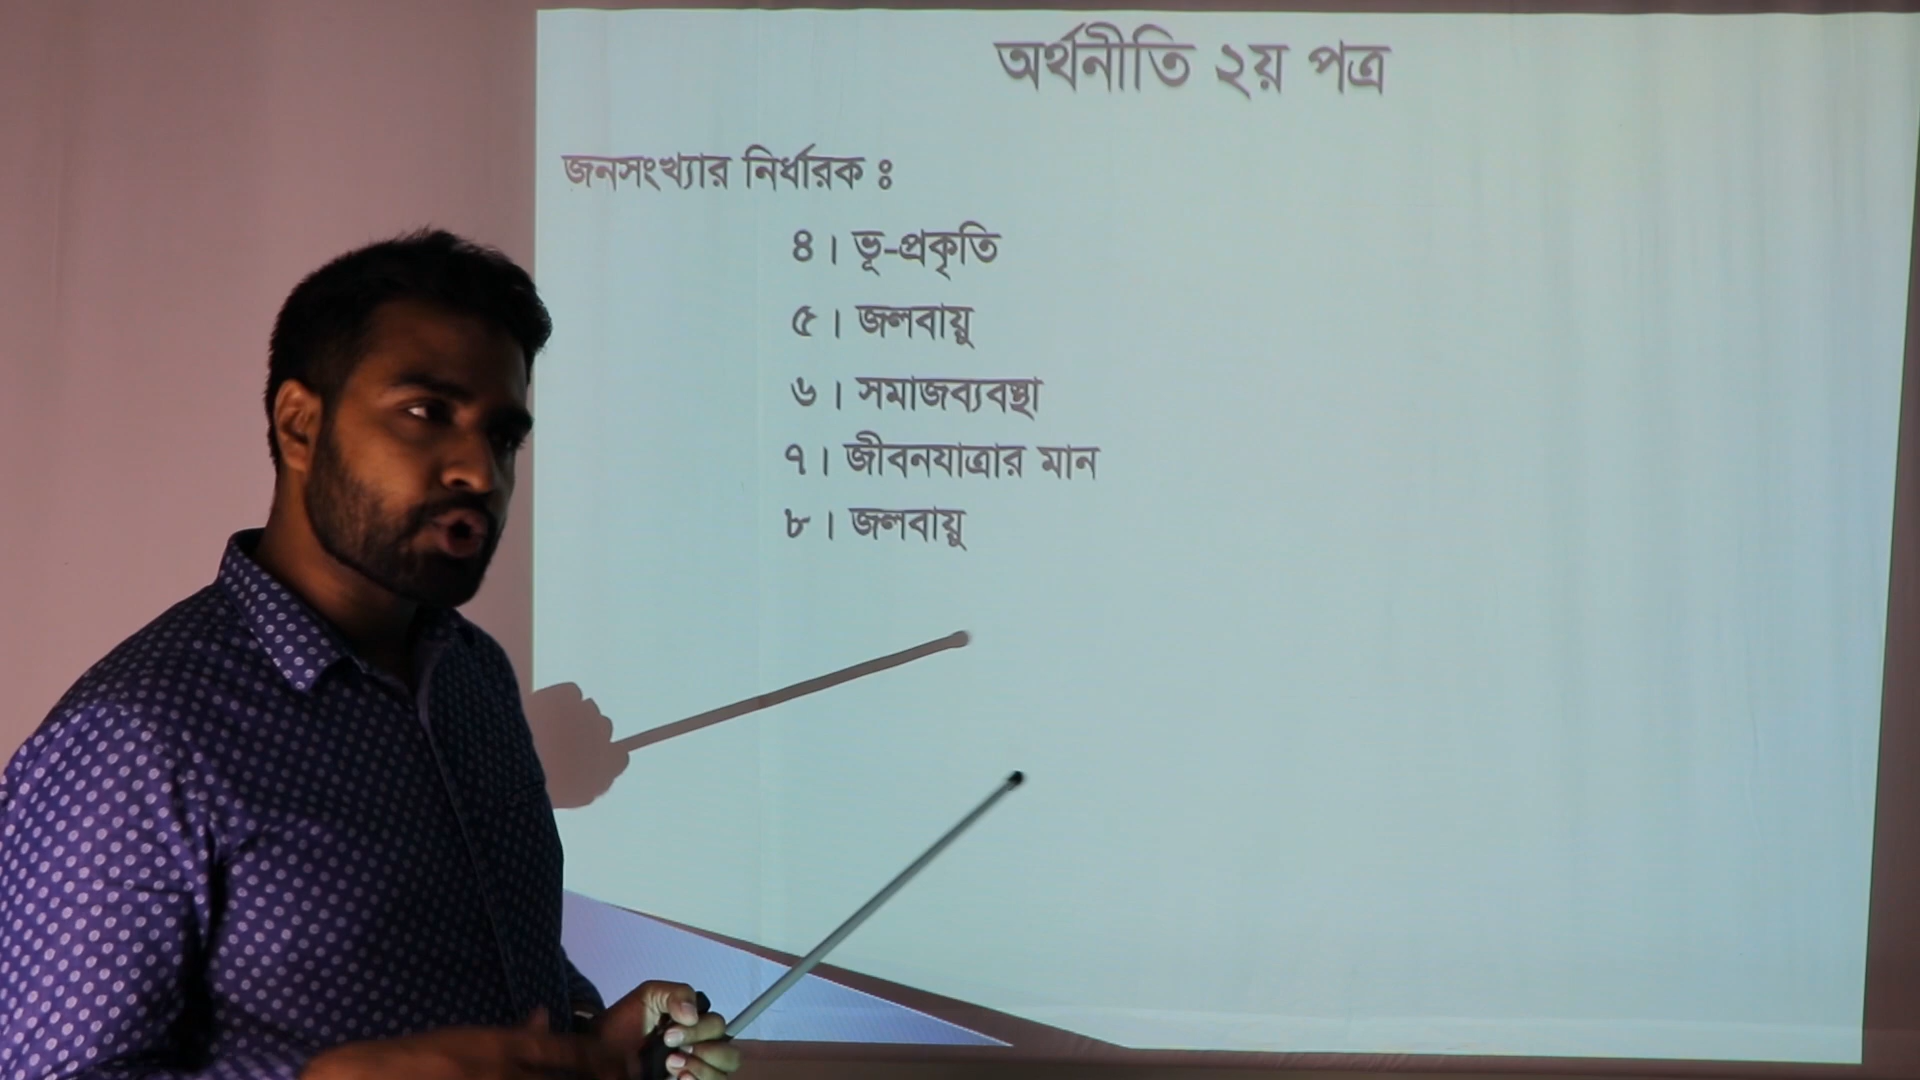 অর্থনীতি ২য় পত্র
জনসংখ্যার নির্ধারক ঃ
৪। ভূ-প্রকৃতি
৫। জলবায়ু
৬। সমাজব্যবস্থা
৭। জীবনযাত্রার মান
৮। জলবায়ু